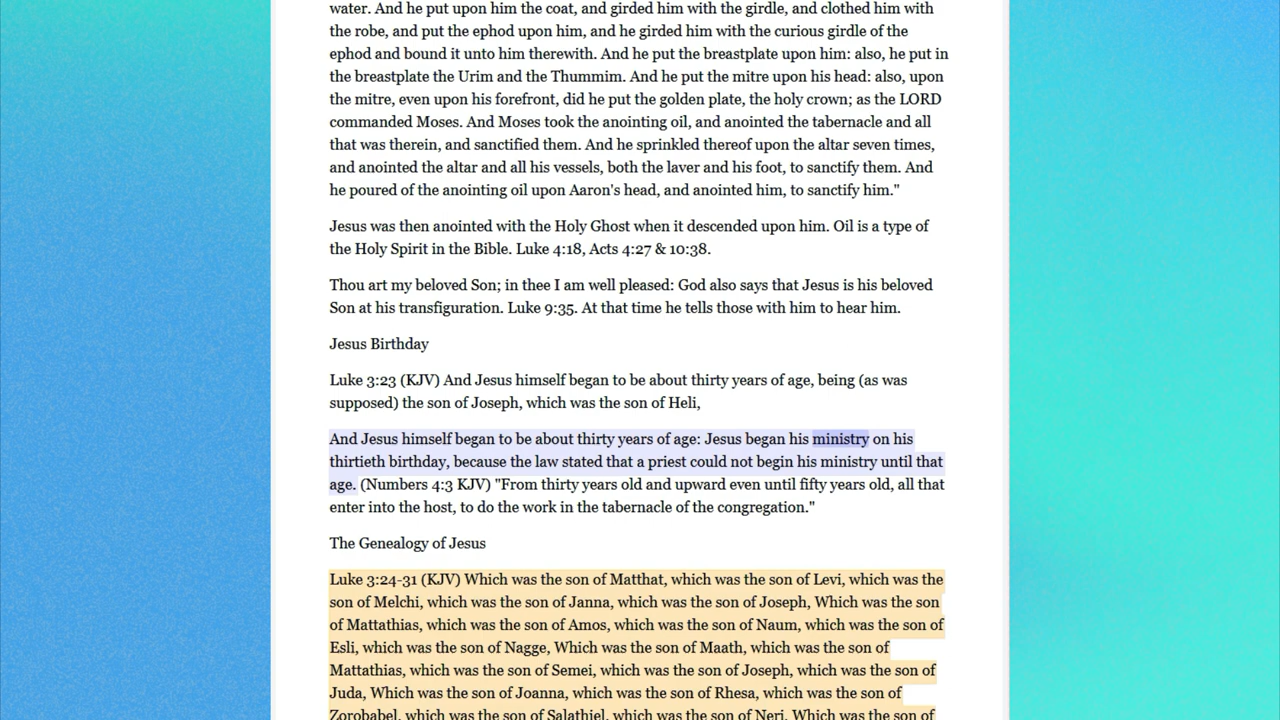 water. And he put upon him the coat, and girded him with the girdle, and clothed him with
the robe, and put the ephod upon him, and he girded him with the curious girdle of the
ephod and bound it unto him therewith. And he put the breastplate upon him: also, he put in
the breastplate the Urim and the Thummim. And he put the mitre upon his head: also, upon
the mitre, even upon his forefront, did he put the golden plate, the holy crown; as the LORD
commanded Moses. And Moses took the anointing oil, and anointed the tabernacle and all
that was therein, and sanctified them. And he sprinkled thereof upon the altar seven times,
and anointed the altar and all his vessels, both the laver and his foot, to sanctify them. And
he poured of the anointing oil upon Aaron's head, and anointed him, to sanctify him."
Jesus was then anointed with the Holy Ghost when it descended upon him. Oil is a type of
the Holy Spirit in the Bible. Luke 4:18, Acts 4:27 & 10:38.
Thou art my beloved Son; in thee I am well pleased: God also says that Jesus is his beloved
Son at his transfiguration. Luke 9:35. At that time he tells those with him to hear him.
Jesus Birthday
Luke 3:23 (KJV) And Jesus himself began to be about thirty years of age, being (as was
supposed) the son of Joseph, which was the son of Heli,
And Jesus himself began to be about thirty years of age: Jesus began his ministry on his
thirtieth birthday, because the law stated that a priest could not begin his ministry until that
age. (Numbers 4:3 KJV) "From thirty years old and upward even until fifty years old, all that
enter into the host, to do the work in the tabernacle of the congregation."
The Genealogy of Jesus
Luke 3:24-31 (KJV) Which was the son of Matthat, which was the son of Levi, which was the
son of Melchi, which was the son of Janna, which was the son of Joseph, Which was the son
of Mattathias, which was the son of Amos, which was the son of Naum, which was the son of
Esli, which was the son of Nagge, Which was the son of Maath, which was the son of
Mattathias, which was the son of Semei, which was the son of Joseph, which was the son of
Juda, Which was the son of Joanna, which was the son of Rhesa, which was the son of
Zorobabel, which was the son of Salathiel, which was the son of Neri, Which was the son of